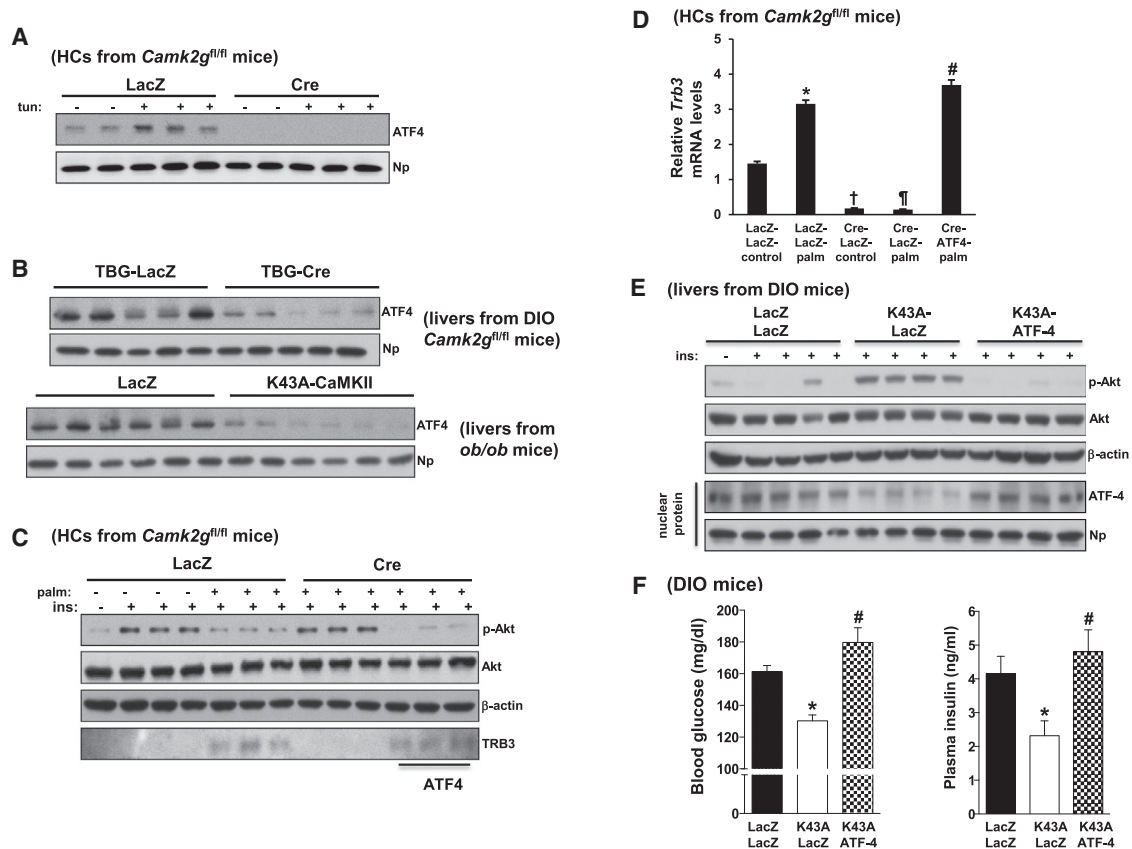 A
(HCs from Camk2gfl/fl mice)
LacZ Cre
tun: - - + + + - - + + +
ATF4
Np
B
TBG-LacZ TBG-Cre
ATF4
Np
(livers from DIO
Camk2gfl/fl mice)
LacZ K43A-CaMKII
ATF4
Np
(livers from
ob/ob mice)
C
(HCs from Camk2gfl/fl mice)
LacZ Cre
palm: - - - - + + + + + + + + +
ins: - + + + + + + + + + + + +
p-Akt
Akt
β-actin
TRB3
ATF4
D
(HCs from Camk2gfl/fl mice)
Relative Trb3
mRNA levels
5
4
3
2
1
0
* † ¶ #
LacZ- LacZ- Cre- Cre- Cre-
LacZ- LacZ- LacZ- LacZ- ATF4-
control palm control palm palm
E
(livers from DIO mice)
LacZ K43A- K43A-
LacZ LacZ ATF-4
ins: - + + + + + + + + + + + +
p-Akt
Akt
β-actin
ATF-4
Np
nuclear
protein
F
(DIO mice)
Blood glucose (mg/dl)
200
180
160
140
120
100
0
* #
LacZ K43A K43A
LacZ LacZ ATF-4
Plasma insulin (ng/ml)
6
5
4
3
2
1
0
* #
LacZ K43A K43A
LacZ LacZ ATF-4